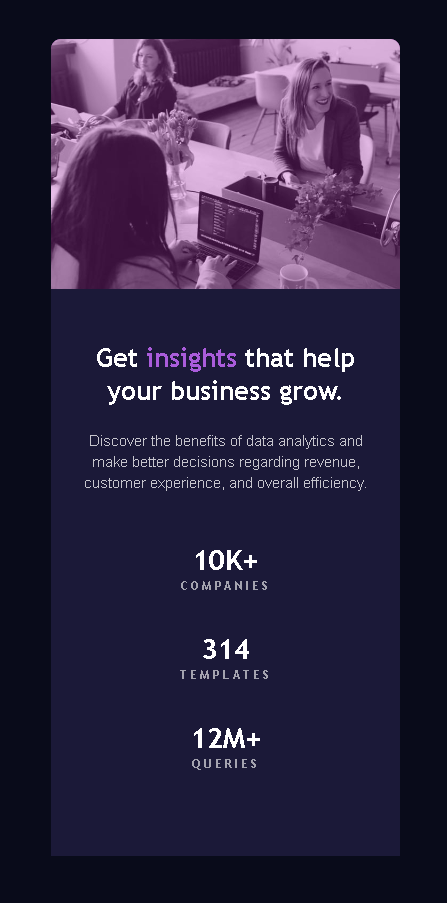 Get insights that help
your business grow.
Discover the benefits of data analytics and
make better decisions regarding revenue,
customer experience, and overall efficiency.
10K+
COMPANIES
314
TEMPLATES
12M+
QUERIES